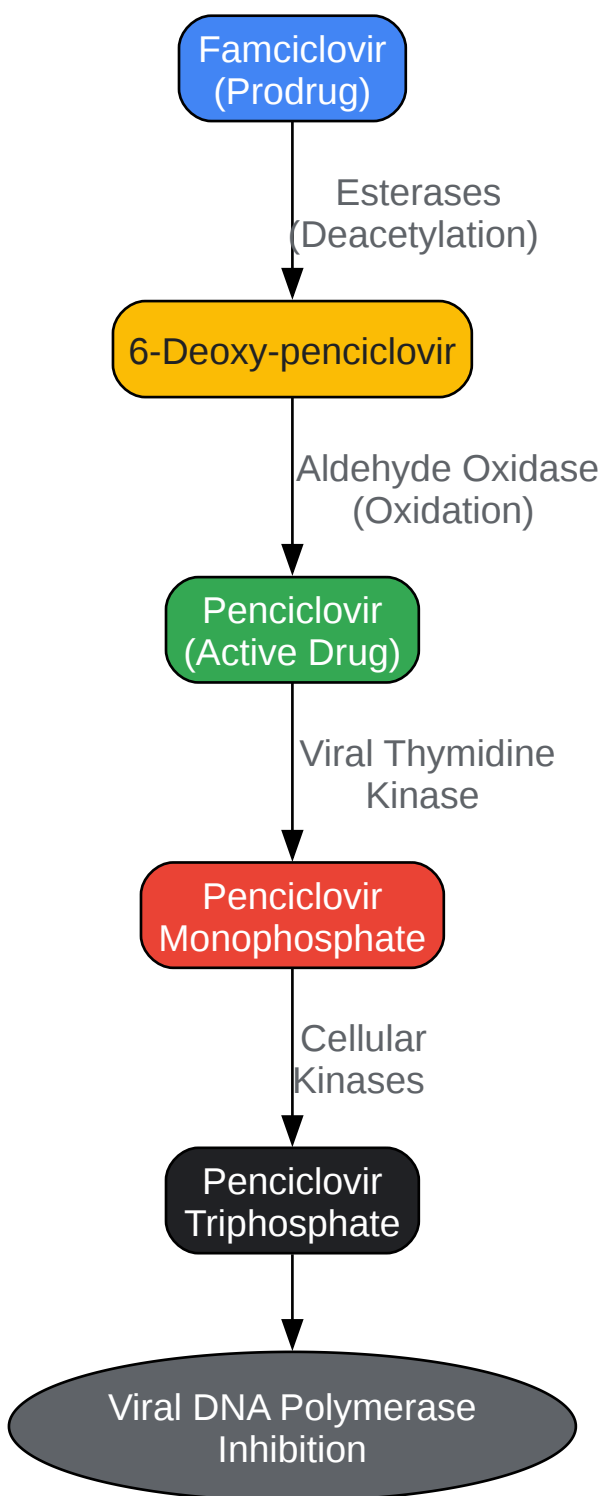 Famciclovir
(Prodrug)
Esterases
(Deacetylation)
6-Deoxy-penciclovir
Aldehyde Oxidase
(Oxidation)
Penciclovir
(Active Drug)
Viral Thymidine
Kinase
Penciclovir
Monophosphate
Cellular
Kinases
Penciclovir
Triphosphate
Viral DNA Polymerase
Inhibition